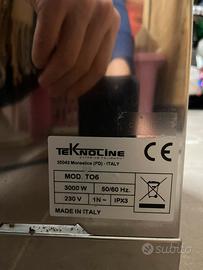 TEKNOLINE
35043 Monselice (PD) - ITALY
CE
MOD. TO6
3000 W 50/60 Hz.
230 V 1N~ IPX3
MADE IN ITALY
subito